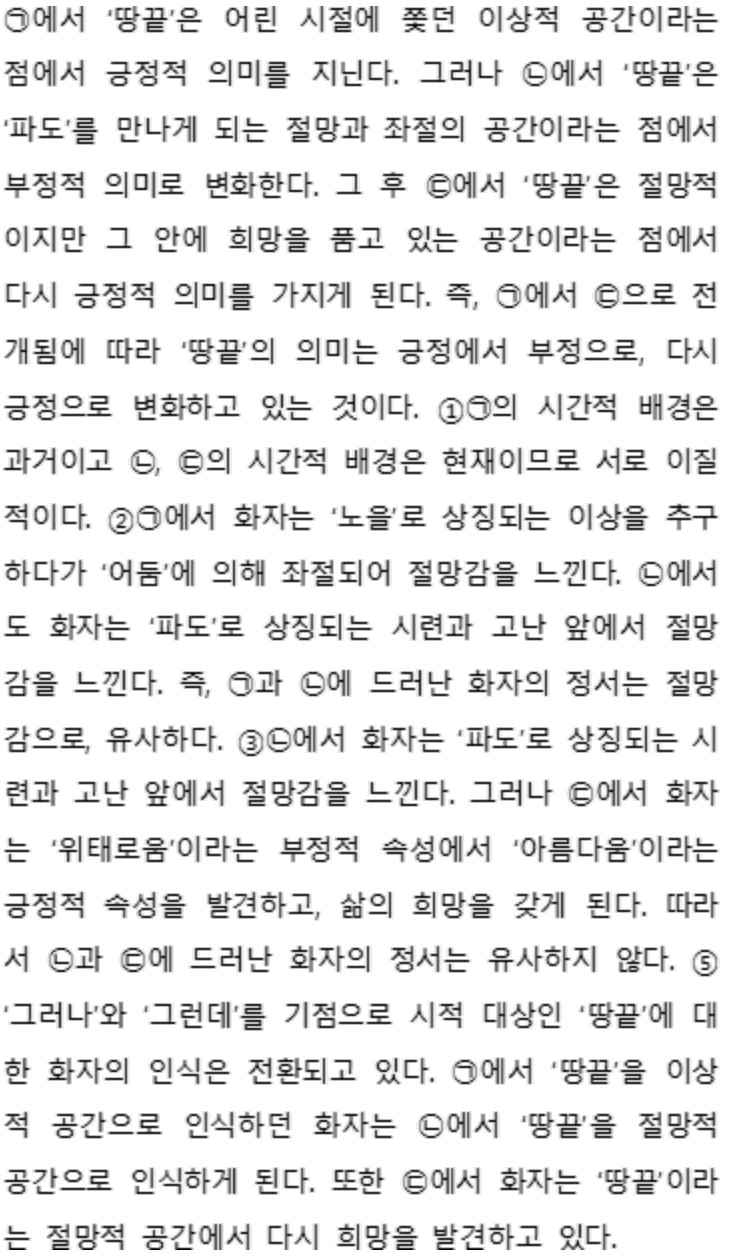 ㉠에서 '땅끝'은 어린 시절에 쫓던 이상적 공간이라는
점에서 긍정적 의미를 지닌다. 그러나 ㉡에서 '땅끝'은
'파도'를 만나게 되는 절망과 좌절의 공간이라는 점에서
부정적 의미로 변화한다. 그 후 ㉢에서 '땅끝'은 절망적
이지만 그 안에 희망을 품고 있는 공간이라는 점에서
다시 긍정적 의미를 가지게 된다. 즉, ㉠에서 ㉢으로 전
개됨에 따라 '땅끝'의 의미는 긍정에서 부정으로, 다시
긍정으로 변화하고 있는 것이다. ①㉠의 시간적 배경은
과거이고 ㉡, ㉢의 시간적 배경은 현재이므로 서로 이질
적이다. ②㉠에서 화자는 '노을'로 상징되는 이상을 추구
하다가 '어둠'에 의해 좌절되어 절망감을 느낀다. ㉡에서
도 화자는 '파도'로 상징되는 시련과 고난 앞에서 절망
감을 느낀다. 즉, ㉠과 ㉡에 드러난 화자의 정서는 절망
감으로, 유사하다. ③㉡에서 화자는 '파도'로 상징되는 시
련과 고난 앞에서 절망감을 느낀다. 그러나 ㉢에서 화자
는 '위태로움'이라는 부정적 속성에서 '아름다움'이라는
긍정적 속성을 발견하고, 삶의 희망을 갖게 된다. 따라
서 ㉡과 ㉢에 드러난 화자의 정서는 유사하지 않다. ⑤
'그러나'와 '그런데'를 기점으로 시적 대상인 '땅끝'에 대
한 화자의 인식은 전환되고 있다. ㉠에서 '땅끝'을 이상
적 공간으로 인식하던 화자는 ㉡에서 '땅끝'을 절망적
공간으로 인식하게 된다. 또한 ㉢에서 화자는 '땅끝'이라
는 절망적 공간에서 다시 희망을 발견하고 있다.